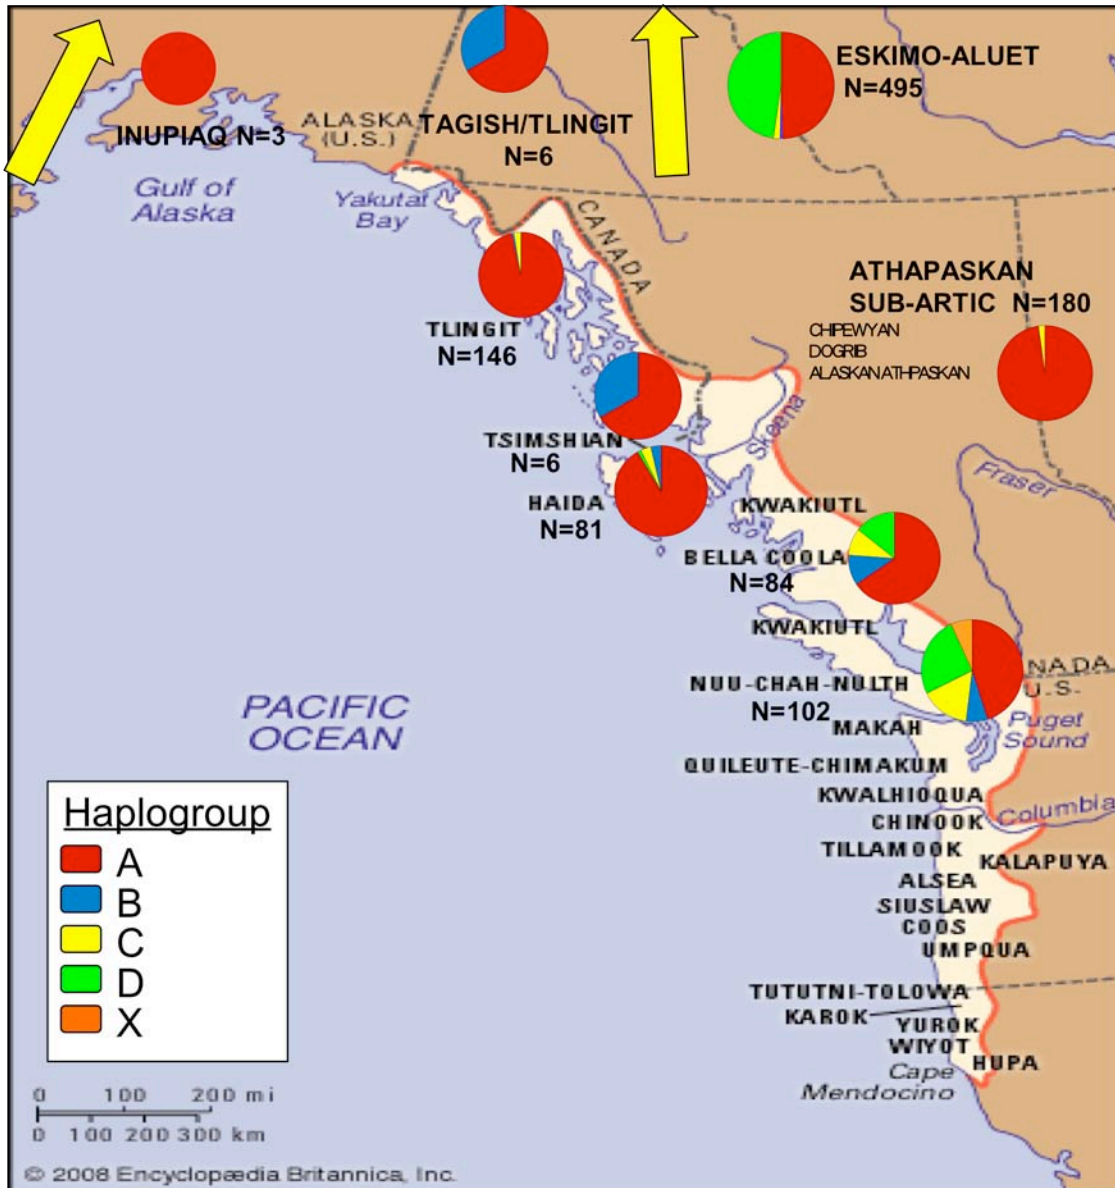 ESKIMO-ALUET
N=495
ALASKA
(U.S.)
TAGISH/TLINGIT
N=6
INUPIAQ N=3
Gulf of
Alaska
Yakutat
Bay
CANADA
ATHAPASKAN
SUB-ARTIC N=180
CHIPEWYAN
DOGRIB
ALASKAN ATHPASKAN
TLINGIT
N=146
Skeena
TSIMSHIAN
N=6
HAIDA
N=81
Fraser
KWAKIUTL
BELLA COOLA
N=84
KWAKIUTL
NADA
U.S.
NUU-CHAH-NULTH
N=102
PACIFIC
OCEAN
MAKAH
Puget
Sound
QUILEUTE-CHIMAKUM
KWALHIOQUA
Columbia
CHINOOK
TILLAMOOK
KALAPUYA
ALSEA
SIUSLAW
COOS
UMPQUA
TUTUTNI-TOLOWA
KAROK
YUROK
WIYOT
HUPA
Cape
Mendocino
Haplogroup
A
B
C
D
X
0 100 200 mi
0 100 200 300 km
© 2008 Encyclopædia Britannica, Inc.